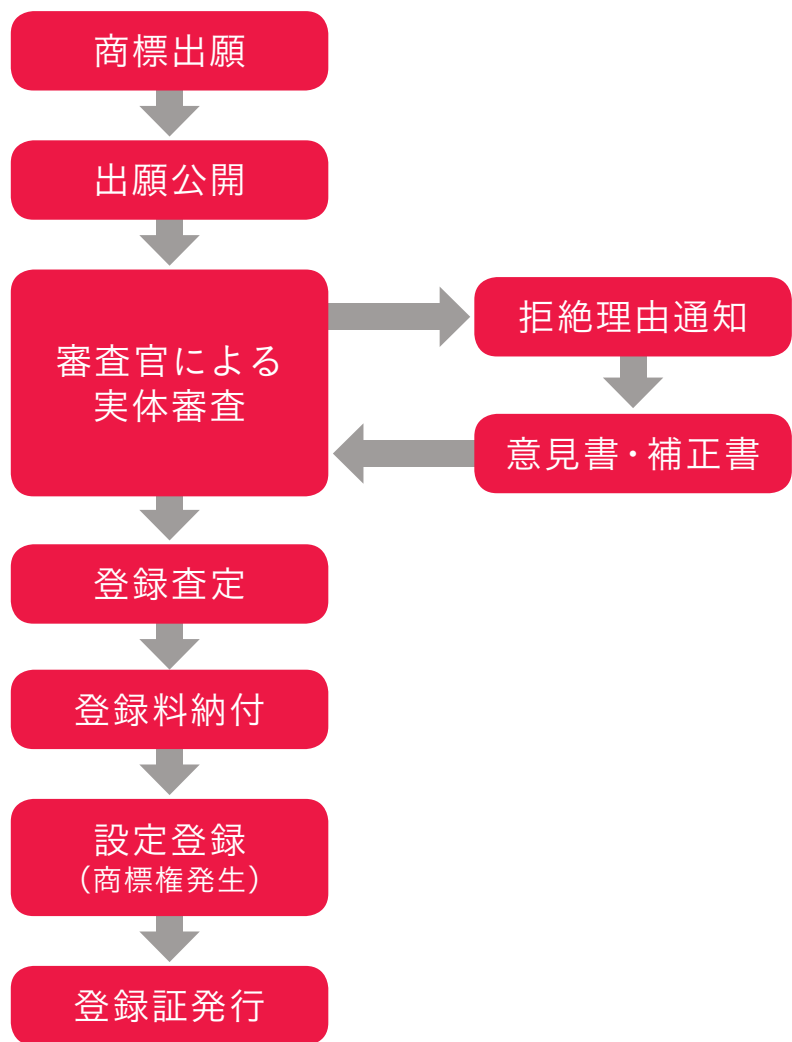 商標出願
出願公開
審査官による
実体審査
拒絶理由通知
意見書・補正書
登録査定
登録料納付
設定登録
（商標権発生）
登録証発行